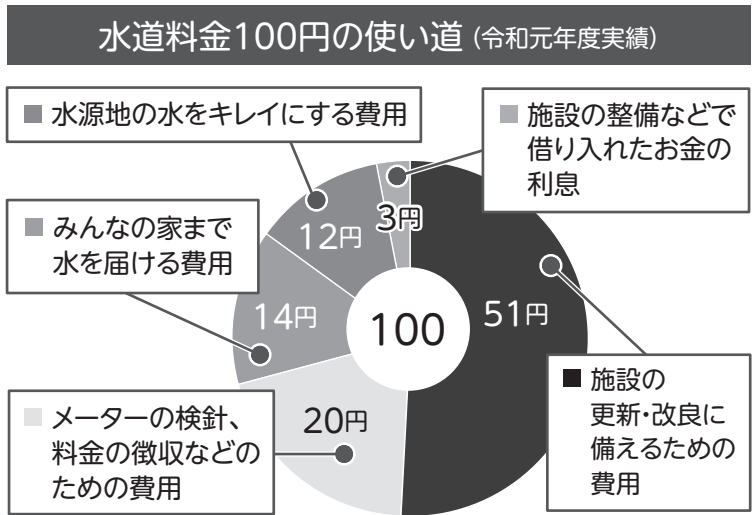 水道料金100円の使い道 (令和元年度実績)
■ 水源地の水をキレイにする費用
■ 施設の整備などで
借り入れたお金の
利息
■ みんなの家まで
水を届ける費用
12円
3円
14円
100
51円
20円
■ メーターの検針、
料金の徴収などの
ための費用
■ 施設の
更新・改良に
備えるための
費用